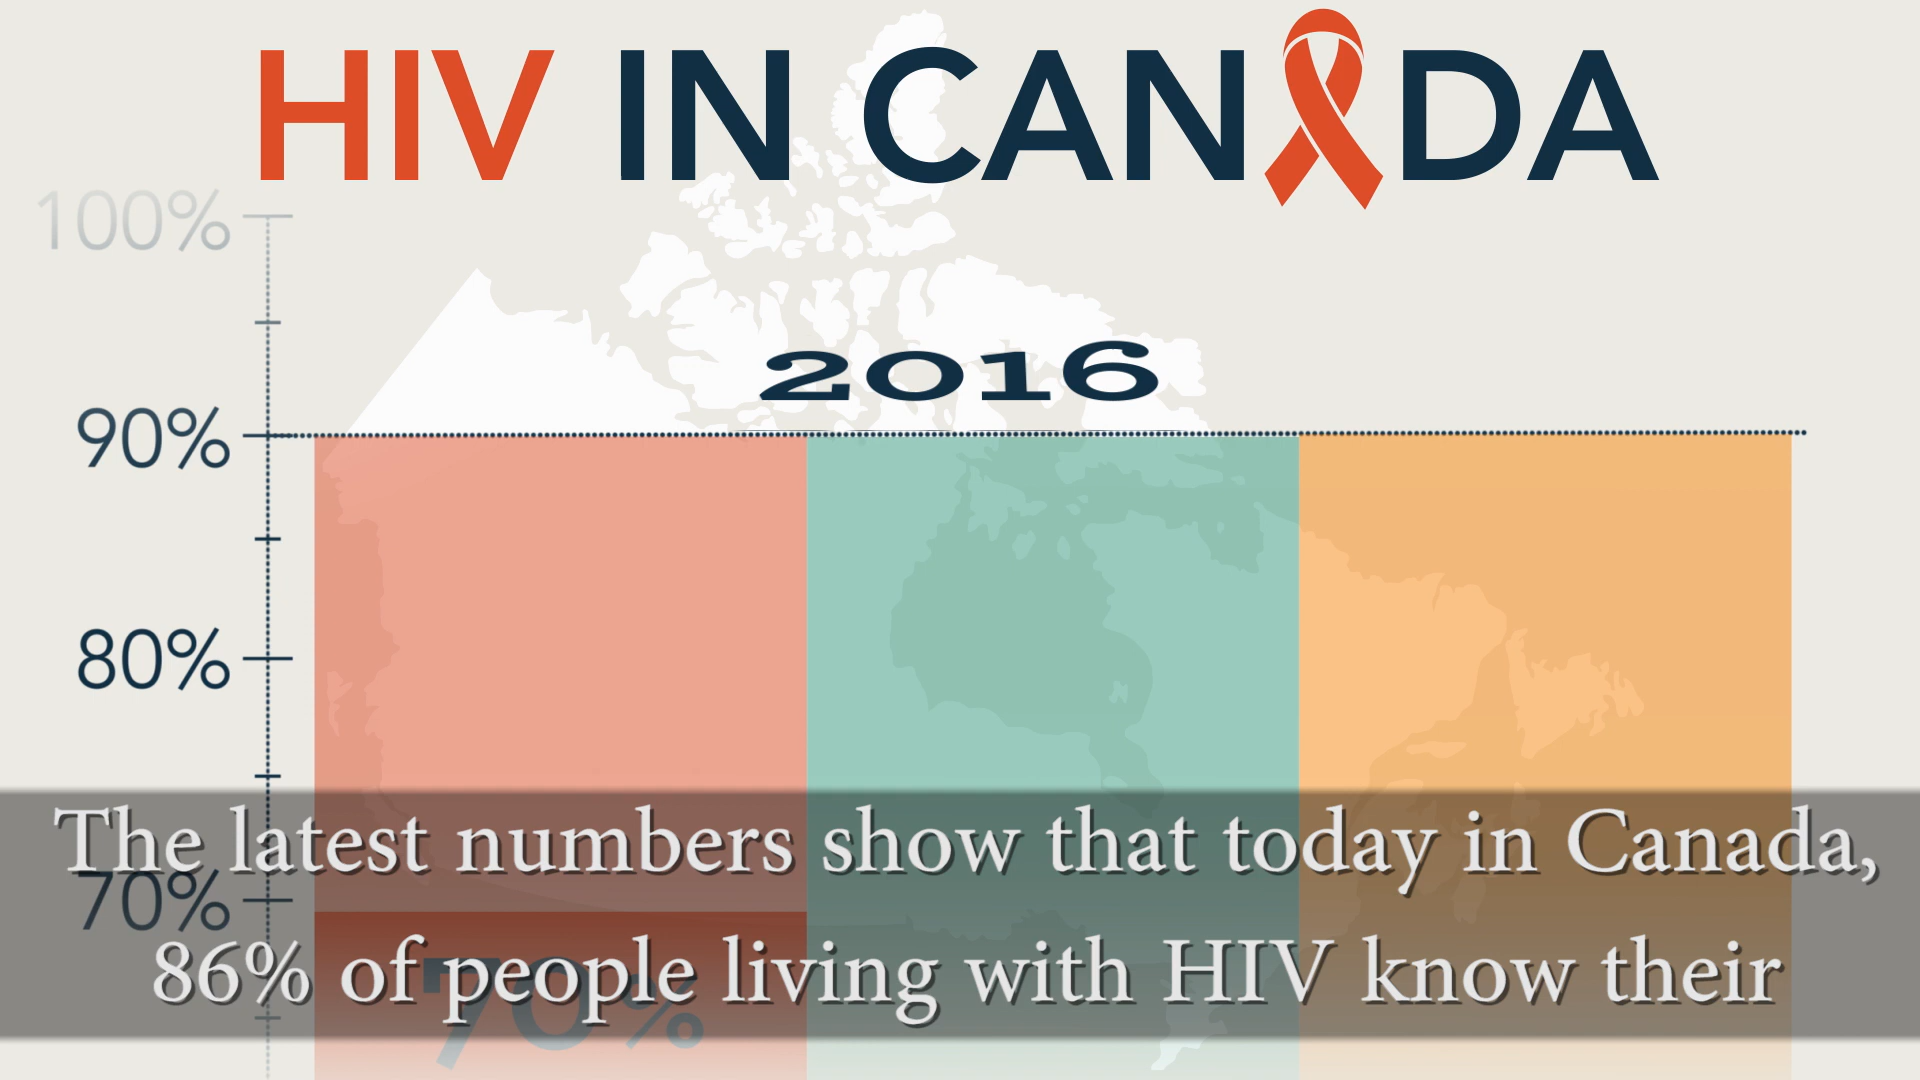 HIV IN CANADA
100%
2016
90%
80%
The latest numbers show that today in Canada,
70%
86% of people living with HIV know their
70%